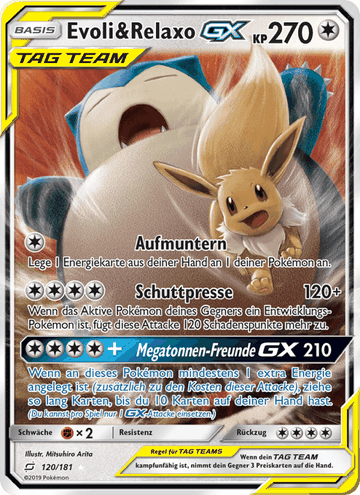 BASIS Evoli&Relaxo GX KP270
TAG TEAM
Aufmuntern
Lege 1 Energiekarte aus deiner Hand an 1 deiner Pokémon an.
Schuttpresse 120+
Wenn das Aktive Pokémon deines Gegners ein Entwicklungs-
Pokémon ist, fügt diese Attacke 120 Schadenspunkte mehr zu.
+ Megatonnen-Freunde GX 210
Wenn an dieses Pokémon mindestens 1 extra Energie
angelegt ist (zusätzlich zu den Kosten dieser Attacke), ziehe
so lang Karten, bis du 10 Karten auf deiner Hand hast.
(Du kannst pro Spiel nur 1 GX-Attacke einsetzen.)
Schwäche ×2 Resistenz Rückzug
Illustr. Mitsuhiro Arita
Regel für TAG TEAMS
Wenn dein TAG TEAM
kampfunfähig ist, nimmt dein Gegner 3 Preiskarten auf die Hand.
120/181
©2019 Pokémon